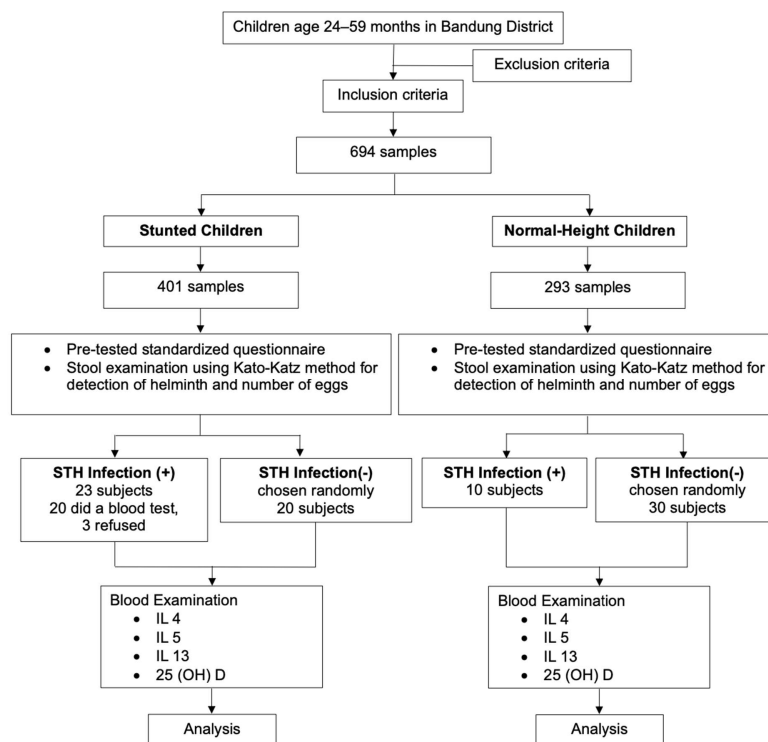 Children age 24–59 months in Bandung District
Exclusion criteria
Inclusion criteria
694 samples
Stunted Children
Normal-Height Children
401 samples
293 samples
• Pre-tested standardized questionnaire
• Stool examination using Kato-Katz method for
detection of helminth and number of eggs
• Pre-tested standardized questionnaire
• Stool examination using Kato-Katz method for
detection of helminth and number of eggs
STH Infection (+)
23 subjects
20 did a blood test,
3 refused
STH Infection(-)
chosen randomly
20 subjects
STH Infection (+)
10 subjects
STH Infection(-)
chosen randomly
30 subjects
Blood Examination
• IL 4
• IL 5
• IL 13
• 25 (OH) D
Blood Examination
• IL 4
• IL 5
• IL 13
• 25 (OH) D
Analysis
Analysis